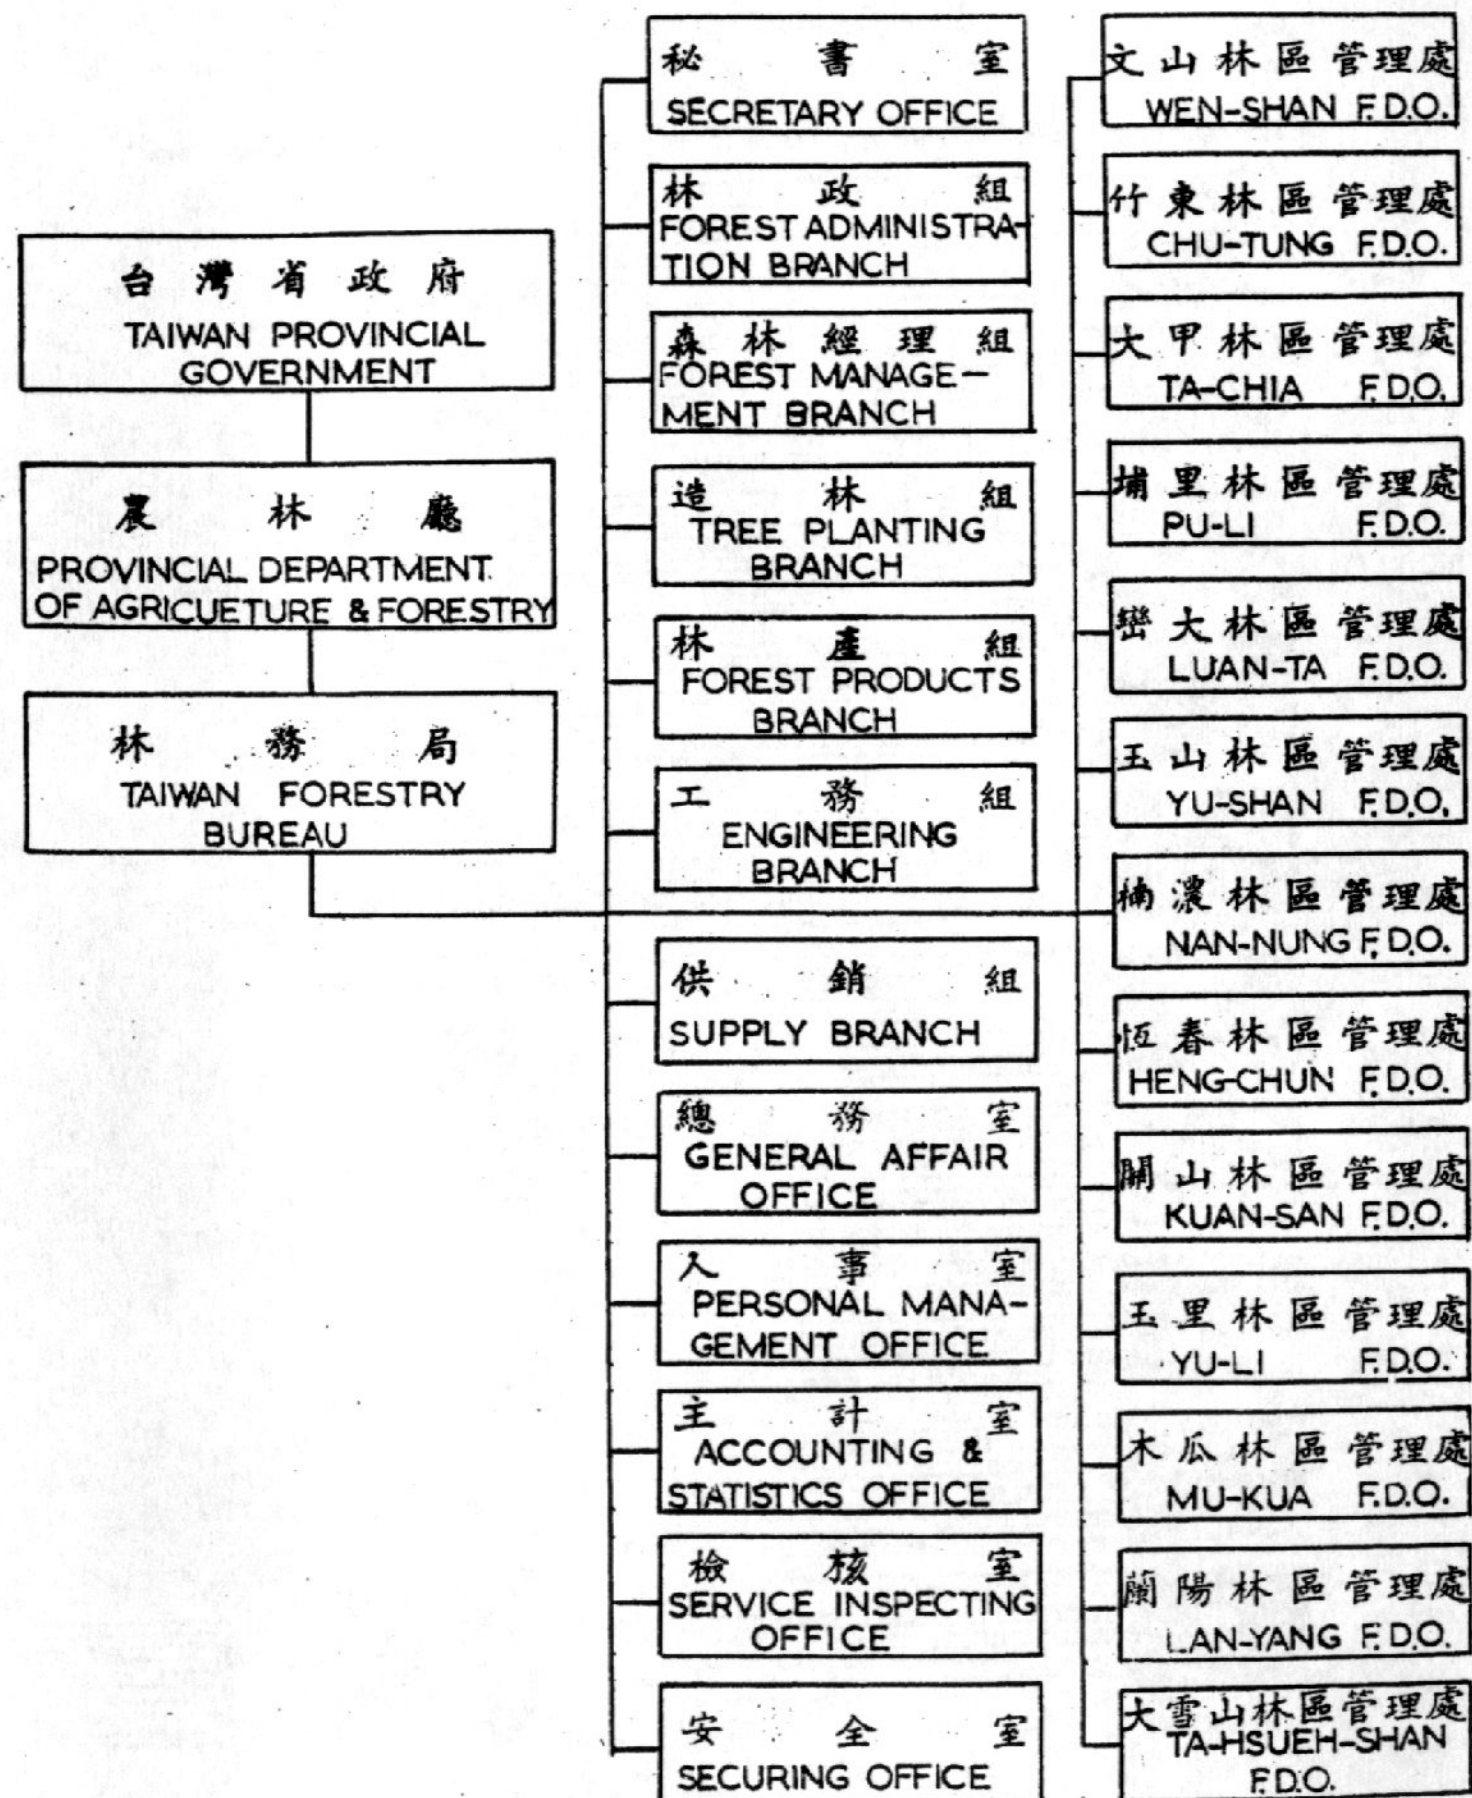 台灣省政府
TAIWAN PROVINCIAL
GOVERNMENT
農林廳
PROVINCIAL DEPARTMENT.
OF AGRICUETURE & FORESTRY
林務局
TAIWAN FORESTRY
BUREAU
秘書室
SECRETARY OFFICE
林政組
FOREST ADMINISTRA-
TION BRANCH
森林經理組
FOREST MANAGE-
MENT BRANCH
造林組
TREE PLANTING
BRANCH
林產組
FOREST PRODUCTS
BRANCH
工務組
ENGINEERING
BRANCH
供銷組
SUPPLY BRANCH
總務室
GENERAL AFFAIR
OFFICE
人事室
PERSONAL MANA-
GEMENT OFFICE
主計室
ACCOUNTING &
STATISTICS OFFICE
檢核室
SERVICE INSPECTING
OFFICE
安全室
SECURING OFFICE
文山林區管理處
WEN-SHAN F.D.O.
竹東林區管理處
CHU-TUNG F.D.O.
大甲林區管理處
TA-CHIA F.D.O.
埔里林區管理處
PU-LI F.D.O.
巒大林區管理處
LUAN-TA F.D.O.
玉山林區管理處
YU-SHAN F.D.O.
楠濃林區管理處
NAN-NUNG F.D.O.
恆春林區管理處
HENG-CHUN F.D.O.
關山林區管理處
KUAN-SAN F.D.O.
玉里林區管理處
YU-LI F.D.O.
木瓜林區管理處
MU-KUA F.D.O.
蘭陽林區管理處
LAN-YANG F.D.O.
大雪山林區管理處
TA-HSUEH-SHAN
F.D.O.